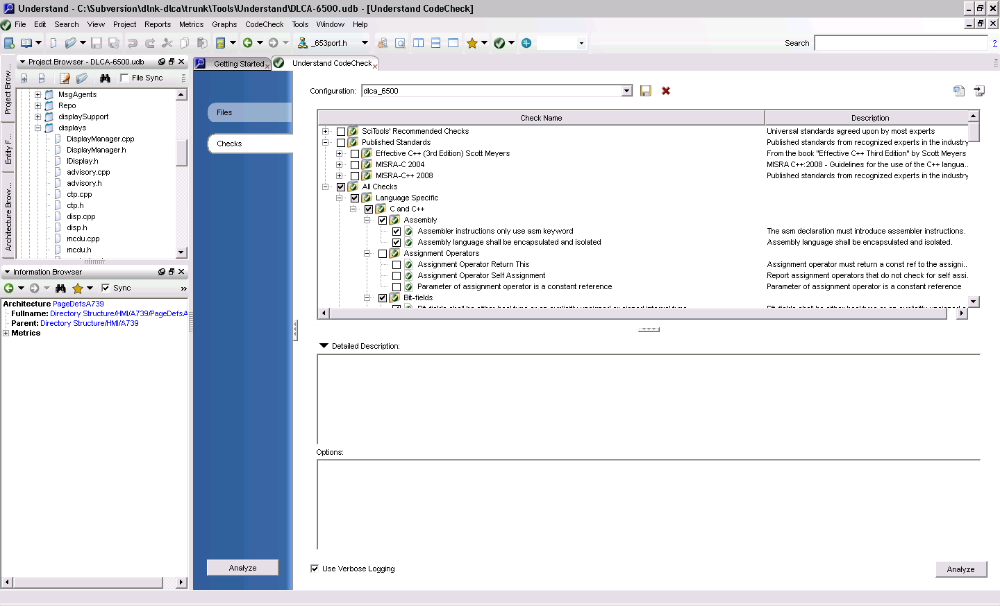 Understand - C:\Subversion\dlnk-dlca\trunk\Tools\Understand\DLCA-6500.udb - [Understand CodeCheck]
File Edit Search View Project Reports Metrics Graphs CodeCheck Tools Window Help
_653port.h Search ?
Project Browser - DLCA-6500.udb
File Sync
Project Brow...
Entity F...
Architecture Brow...
MsgAgents
Repo
displaySupport
displays
DisplayManager.cpp
DisplayManager.h
IDisplay.h
advisory.cpp
advisory.h
ctp.cpp
ctp.h
disp.cpp
disp.h
mcdu.cpp
mcdu.h
Information Browser
Sync »
Architecture PageDefsA739
Fullname: Directory Structure/HMI/A739/PageDefsA
Parent: Directory Structure/HMI/A739
Metrics
Getting Started
Understand CodeCheck
Files
Checks
Analyze
Configuration: dlca_6500
Check Name Description
SciTools' Recommended Checks Universal standards agreed upon by most experts
Published Standards Published standards from recognized experts in the industry
Effective C++ (3rd Edition) Scott Meyers From the book "Effective C++ Third Edition" by Scott Meyers
MISRA-C 2004 MISRA C++:2008 - Guidelines for the use of the C++ langua...
MISRA-C++ 2008 Published standards from recognized experts in the industry
All Checks
Language Specific
C and C++
Assembly
Assembler instructions only use asm keyword The asm declaration must introduce assembler instructions.
Assembly language shall be encapsulated and isolated Assembly language shall be encapsulated and isolated.
Assignment Operators
Assignment Operator Return This Assignment operator must return a const ref to the assigni..
Assignment Operator Self Assignment Report assignment operators that do not check for self assi.
Parameter of assignment operator is a constant reference Parameter of assignment operator is a constant reference
Bit-fields
Detailed Description:
Options:
Use Verbose Logging
Analyze